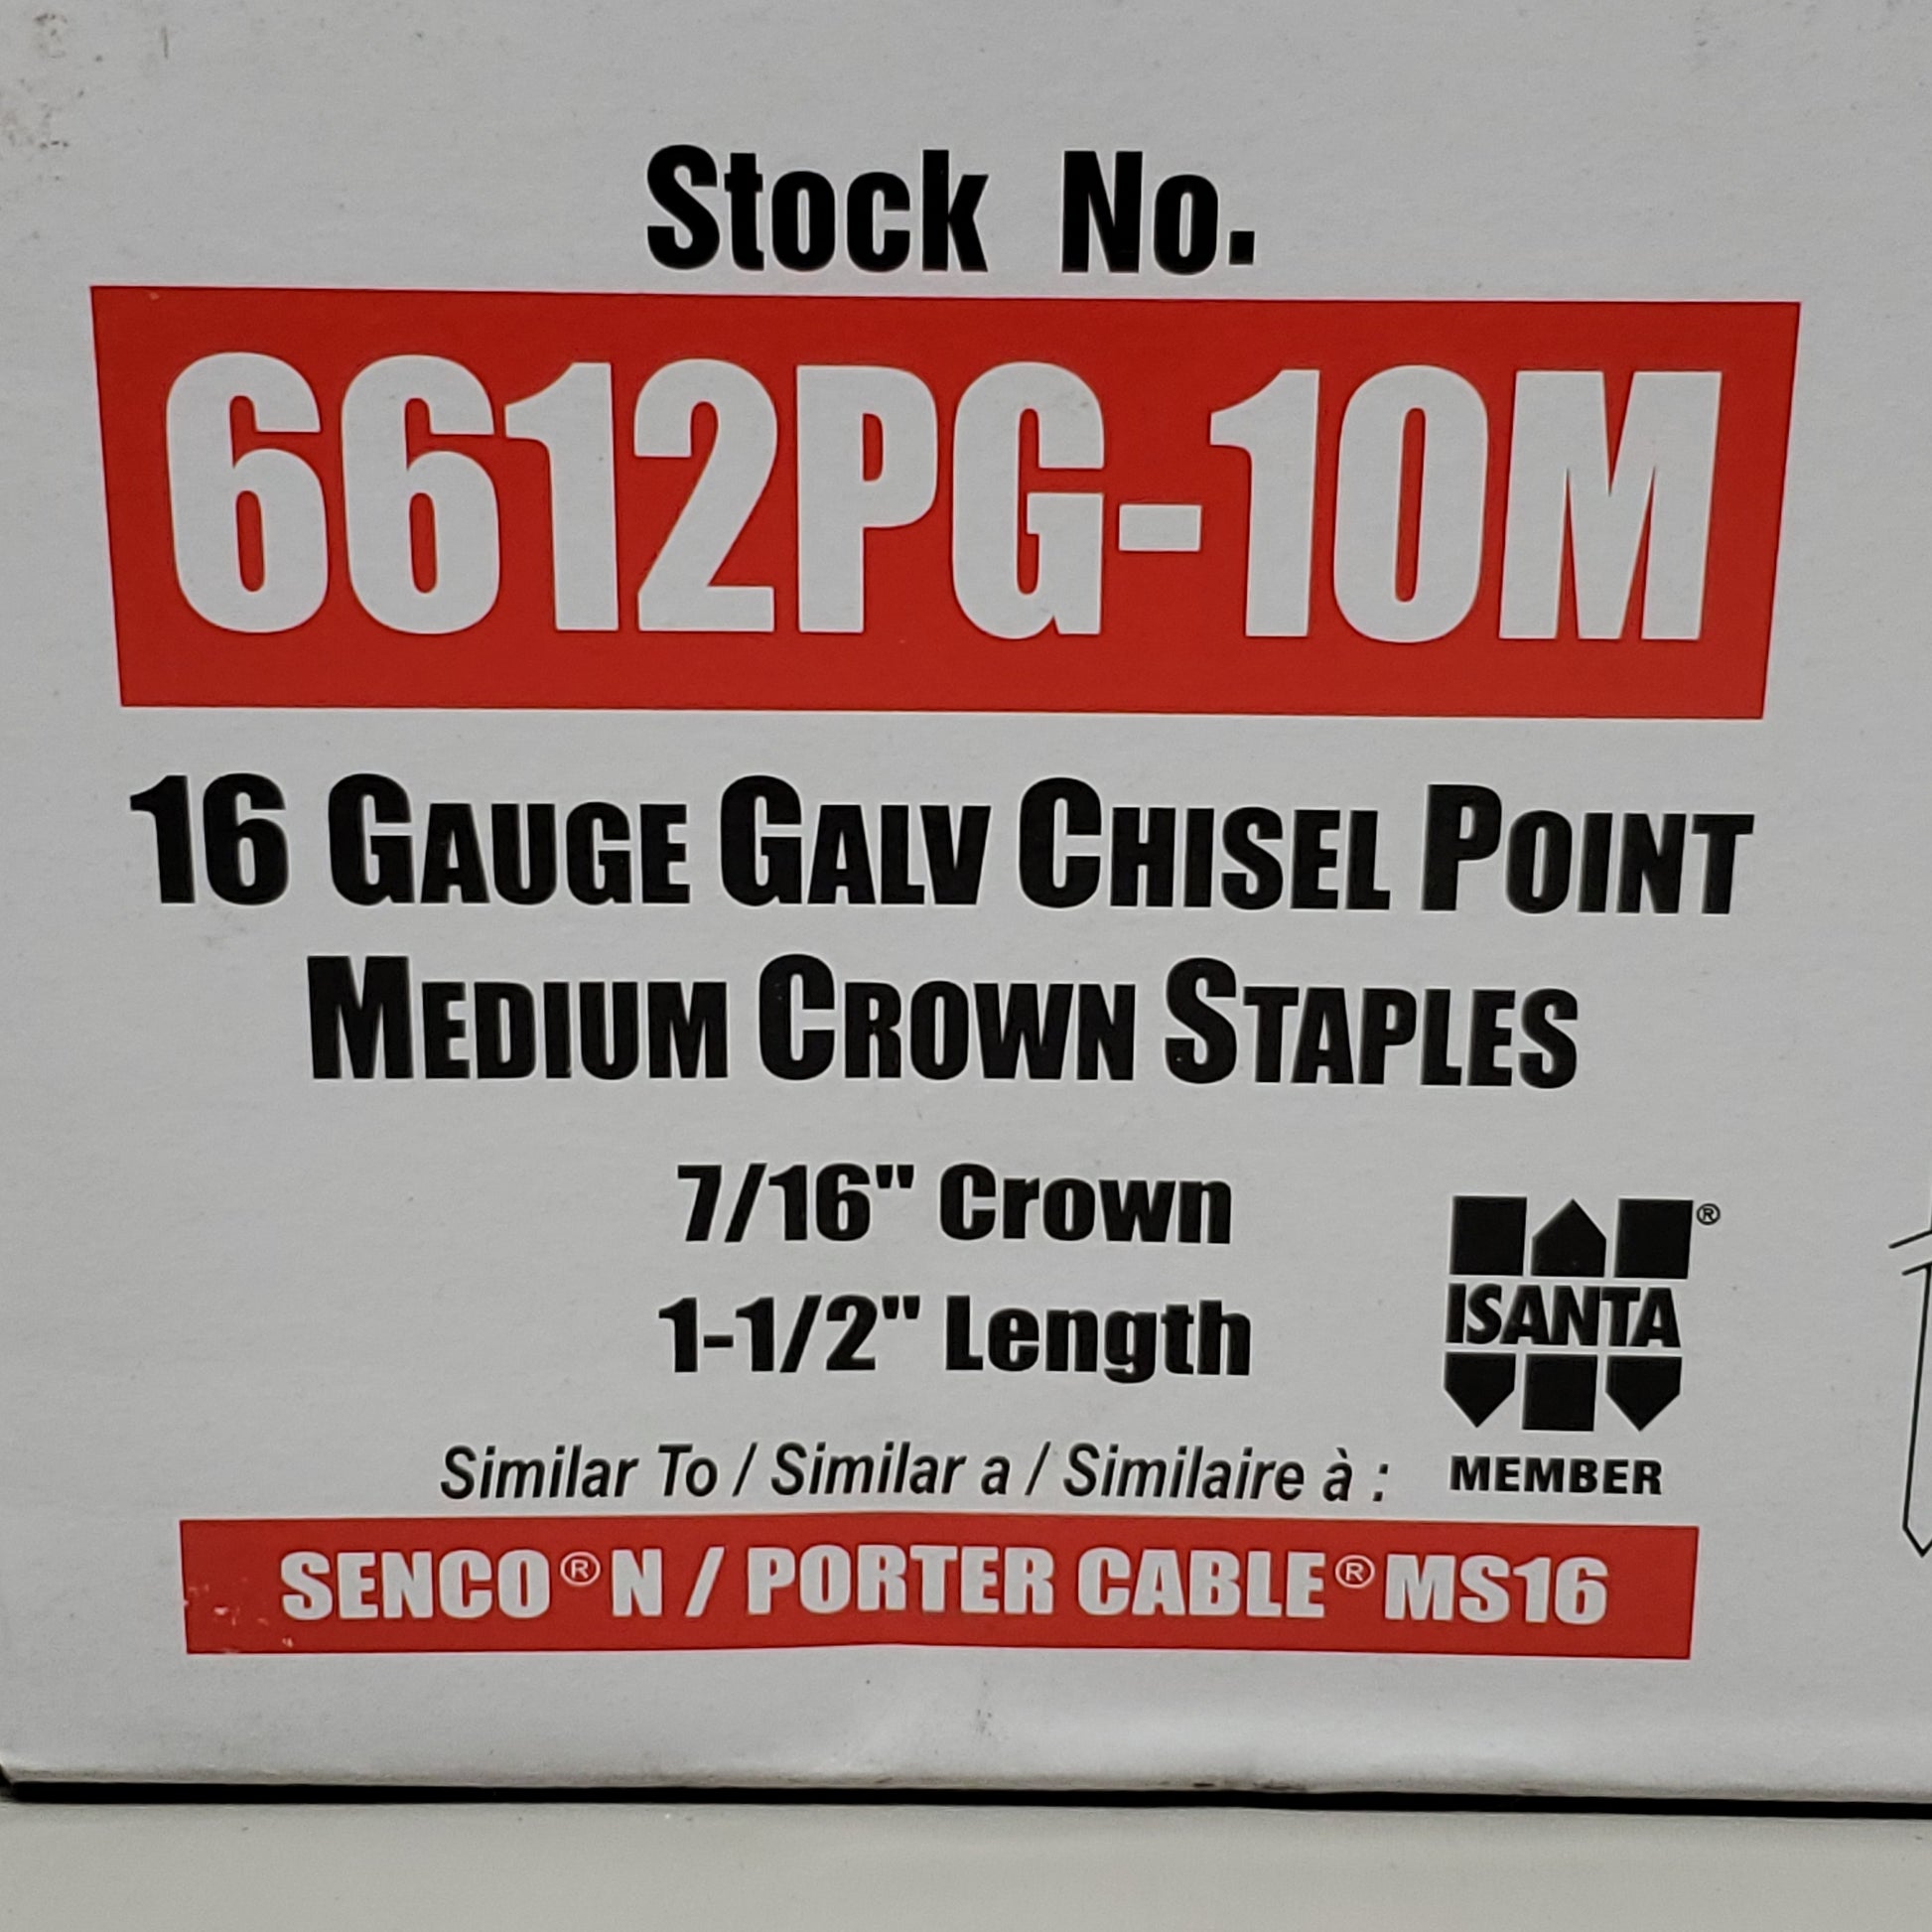 Stock No.
6612PG-10M
16 GAUGE GALV CHISEL POINT
MEDIUM CROWN STAPLES
7/16" Crown
1-1/2" Length
®
ISANTA
MEMBER
Similar To / Similar a / Similaire à :
SENCO® N / PORTER CABLE® MS16